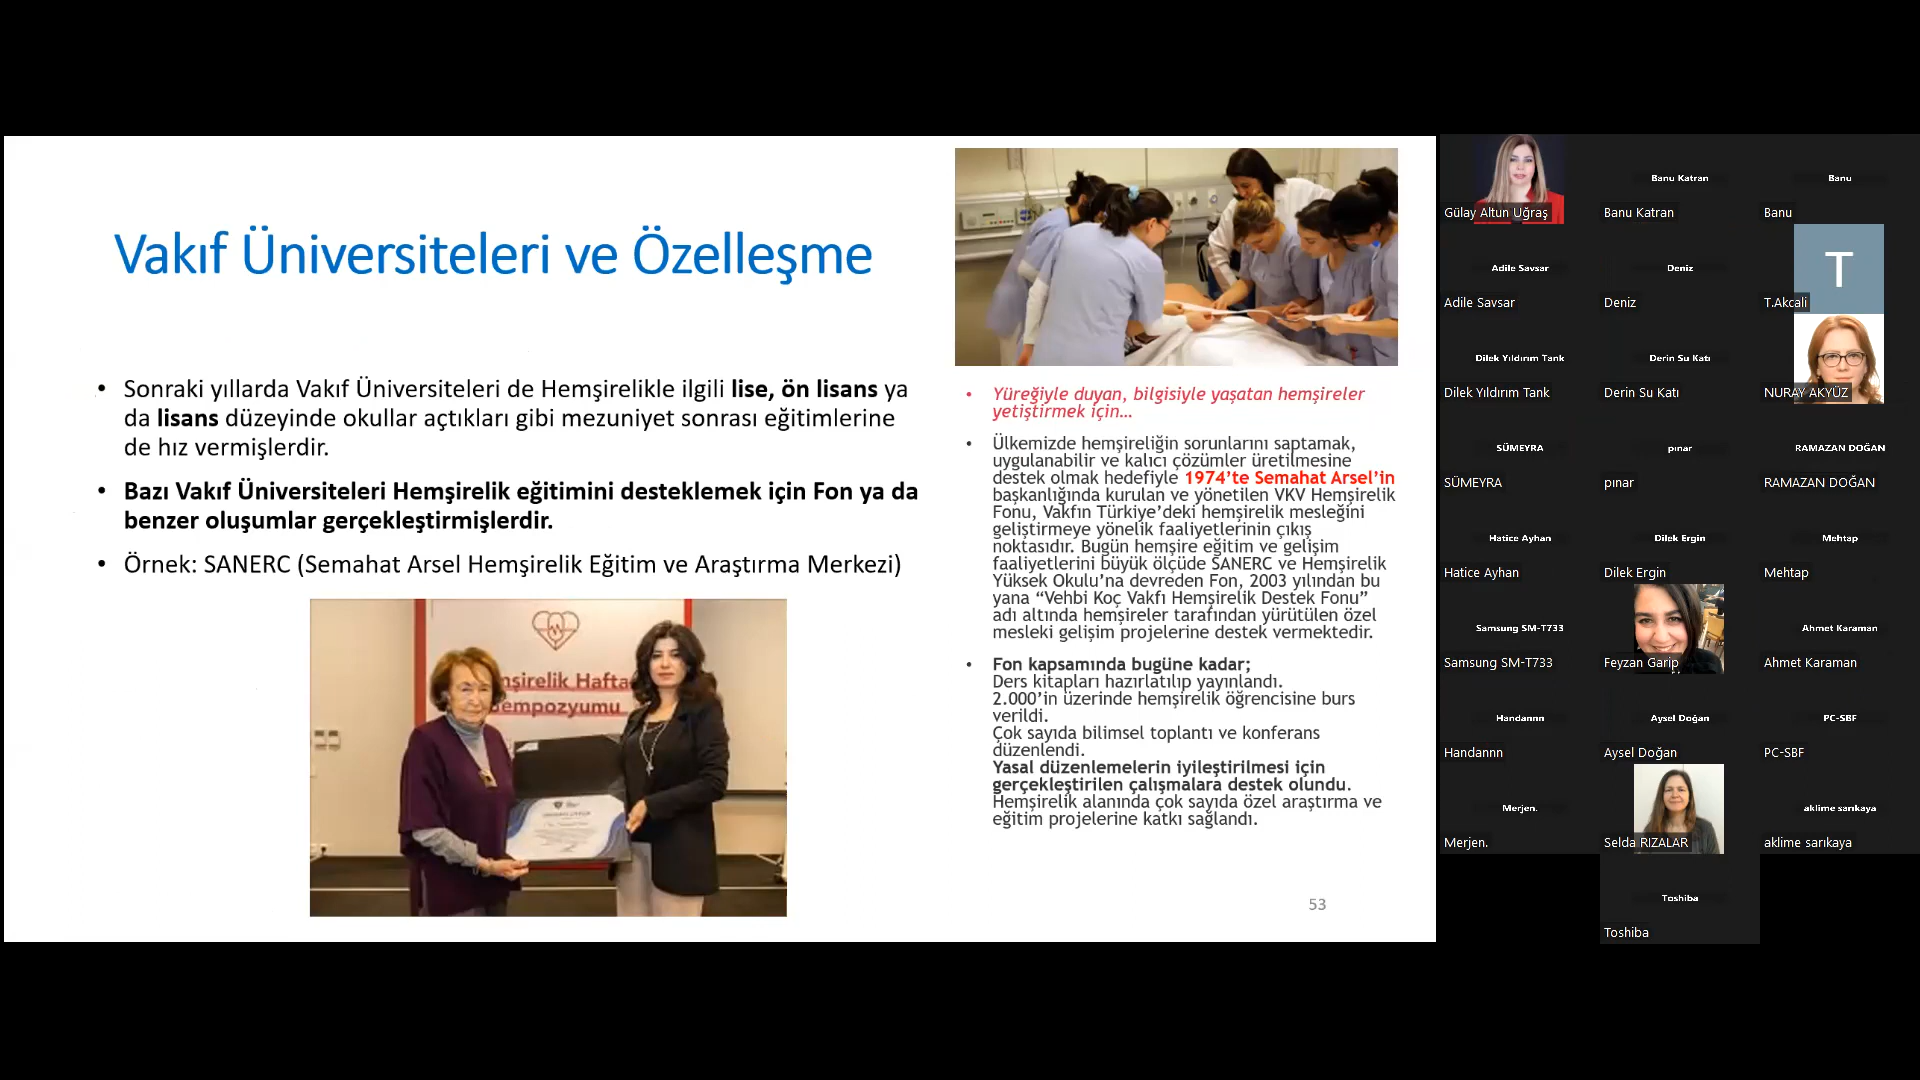 Vakıf Üniversiteleri ve Özelleşme
• Sonraki yıllarda Vakıf Üniversiteleri de Hemşirelikle ilgili lise, ön lisans ya
da lisans düzeyinde okullar açtıkları gibi mezuniyet sonrası eğitimlerine
de hız vermişlerdir.
• Bazı Vakıf Üniversiteleri Hemşirelik eğitimini desteklemek için Fon ya da
benzer oluşumlar gerçekleştirmişlerdir.
• Örnek: SANERC (Semahat Arsel Hemşirelik Eğitim ve Araştırma Merkezi)
şirelik Hafta
empozyumu
• Yüreğiyle duyan, bilgisiyle yaşatan hemşireler
yetiştirmek için…
• Ülkemizde hemşireliğin sorunlarını saptamak,
uygulanabilir ve kalıcı çözümler üretilmesine
destek olmak hedefiyle 1974’te Semahat Arsel’in
başkanlığında kurulan ve yönetilen VKV Hemşirelik
Fonu, Vakfın Türkiye’deki hemşirelik mesleğini
geliştirmeye yönelik faaliyetlerinin çıkış
noktasıdır. Bugün hemşire eğitim ve gelişim
faaliyetlerini büyük ölçüde SANERC ve Hemşirelik
Yüksek Okulu’na devreden Fon, 2003 yılından bu
yana “Vehbi Koç Vakfı Hemşirelik Destek Fonu”
adı altında hemşireler tarafından yürütülen özel
mesleki gelişim projelerine destek vermektedir.
• Fon kapsamında bugüne kadar;
Ders kitapları hazırlatılıp yayınlandı.
2.000’in üzerinde hemşirelik öğrencisine burs
verildi.
Çok sayıda bilimsel toplantı ve konferans
düzenlendi.
Yasal düzenlemelerin iyileştirilmesi için
gerçekleştirilen çalışmalara destek olundu.
Hemşirelik alanında çok sayıda özel araştırma ve
eğitim projelerine katkı sağlandı.
53
Gülay Altun Uğraş
Banu Katran
Banu Katran
Banu
Banu
Adile Savsar
Adile Savsar
Deniz
Deniz
T
T.Akcali
Dilek Yıldırım Tank
Dilek Yıldırım Tank
Derin Su Katı
Derin Su Katı
NURAY AKYÜZ
SÜMEYRA
SÜMEYRA
pınar
pınar
RAMAZAN DOĞAN
RAMAZAN DOĞAN
Hatice Ayhan
Hatice Ayhan
Dilek Ergin
Dilek Ergin
Mehtap
Mehtap
Samsung SM-T733
Samsung SM-T733
Feyzan Garip
Ahmet Karaman
Ahmet Karaman
Handannn
Handannn
Aysel Doğan
Aysel Doğan
PC-SBF
PC-SBF
Merjen.
Merjen.
Selda RIZALAR
aklime sarıkaya
aklime sarıkaya
Toshiba
Toshiba